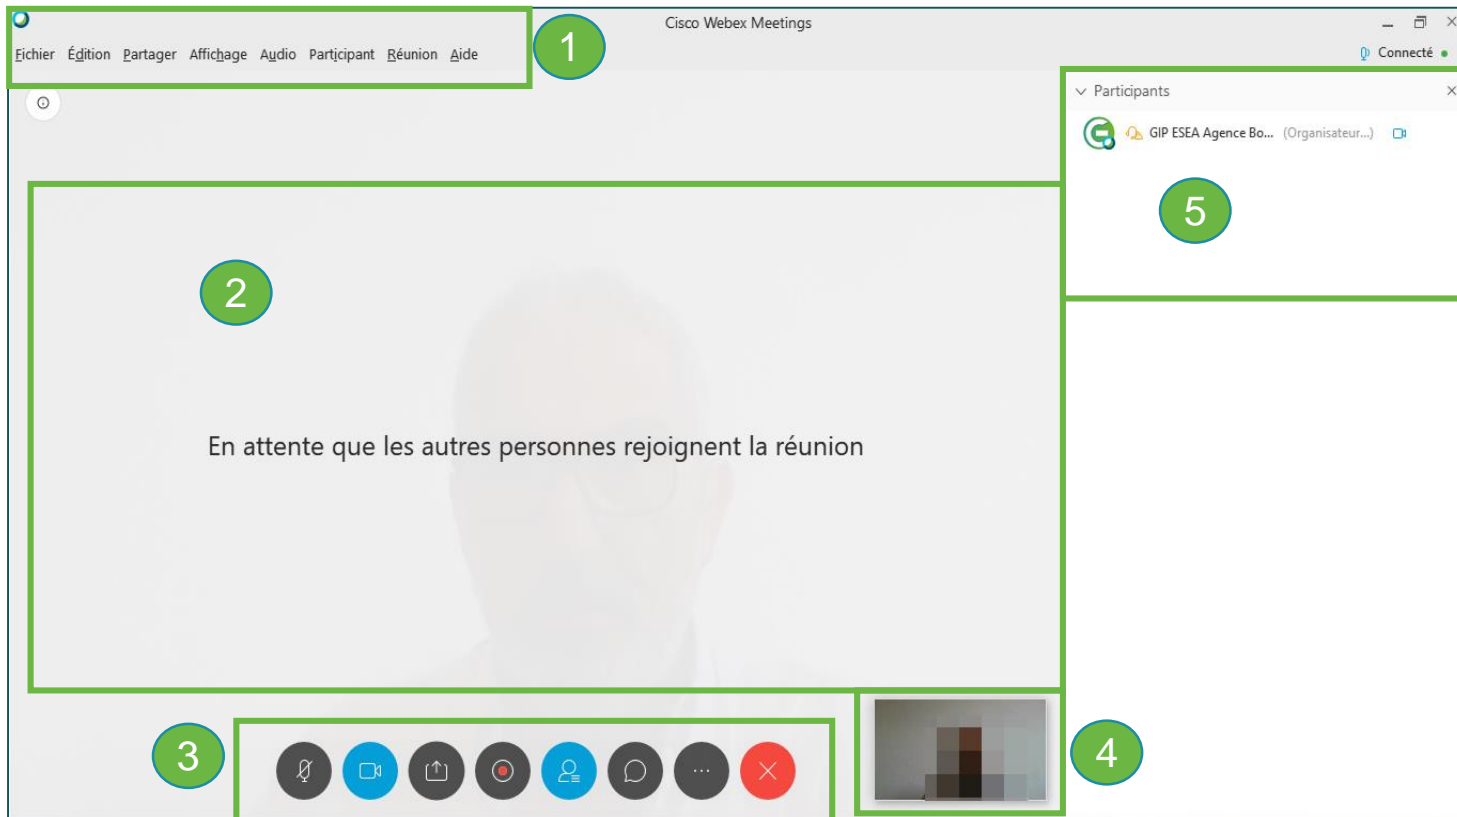 Cisco Webex Meetings
1
Fichier Édition Partager Affichage Audio Participant Réunion Aide
Connecté
Participants
GIP ESEA Agence Bo... (Organisateur...)
5
2
En attente que les autres personnes rejoignent la réunion
3
4